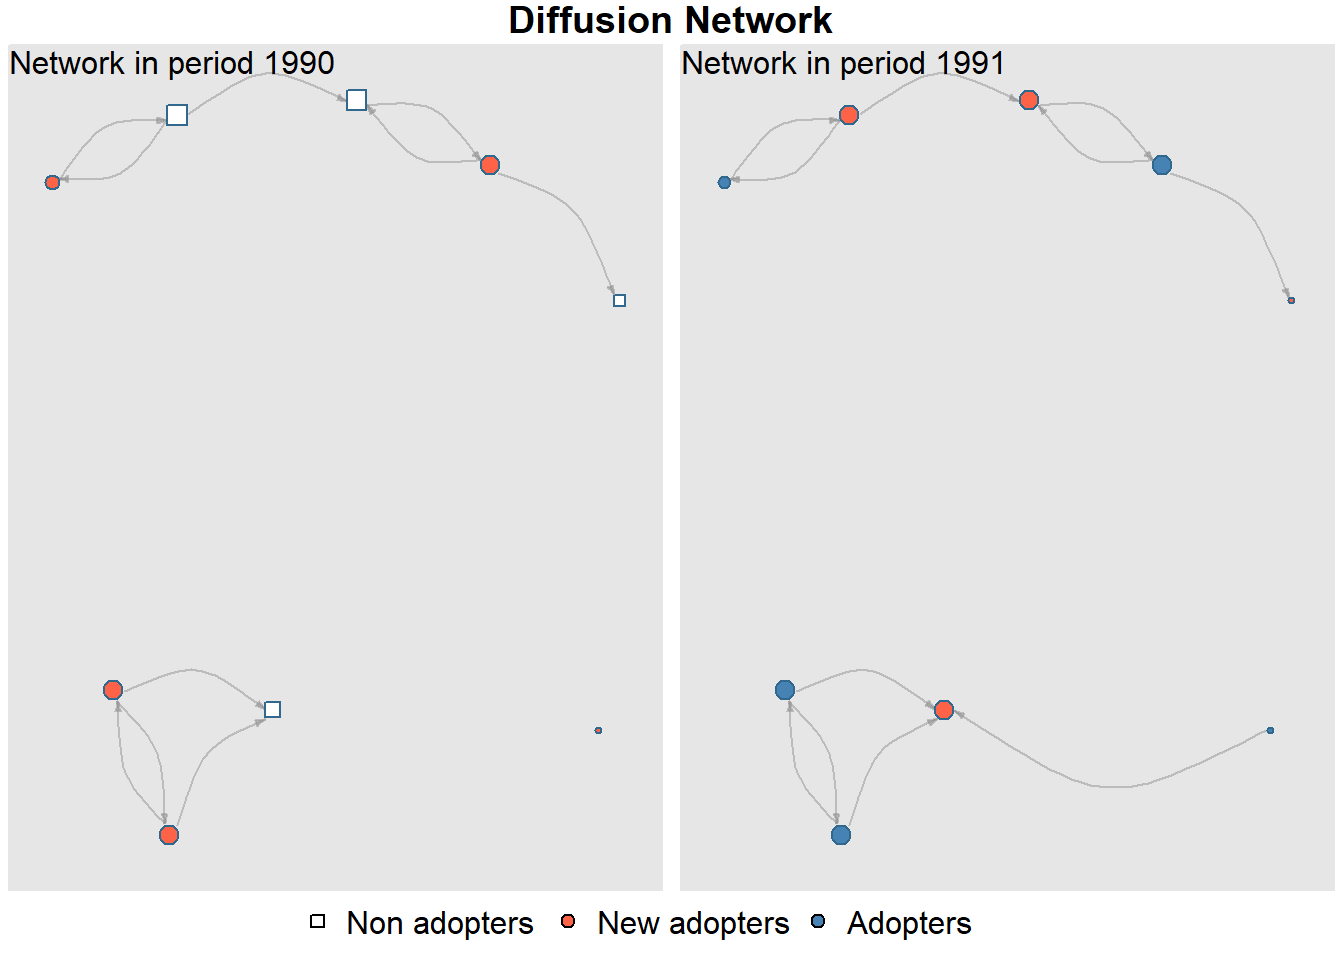 Diffusion Network
Network in period 1990
Network in period 1991
Non adopters
New adopters
Adopters